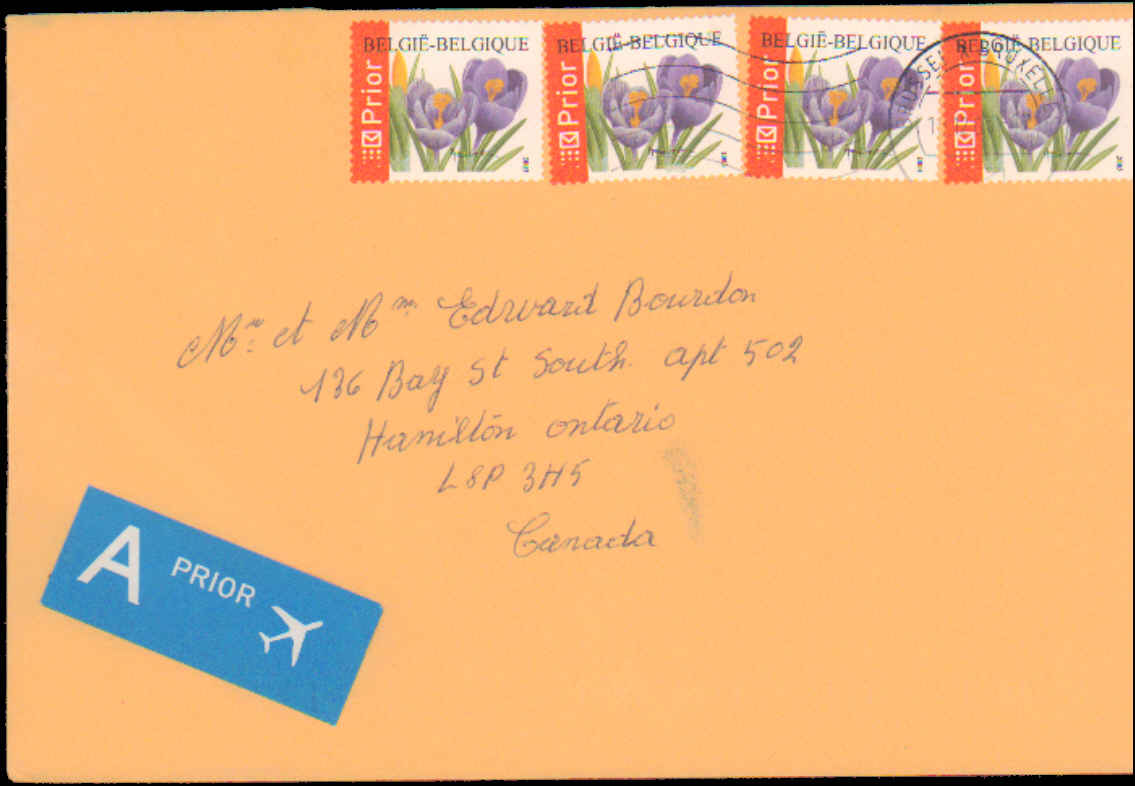 BELGIË-BELGIQUE BELGIË-BELGIQUE BELGIË-BELGIQUE BELGIË-BELGIQUE
Prior Prior Prior Prior
Mr. et Mme Edward Bourdon
136 Bay St South. apt 502
Hamilton ontario
L8P 3H5
Canada
A PRIOR